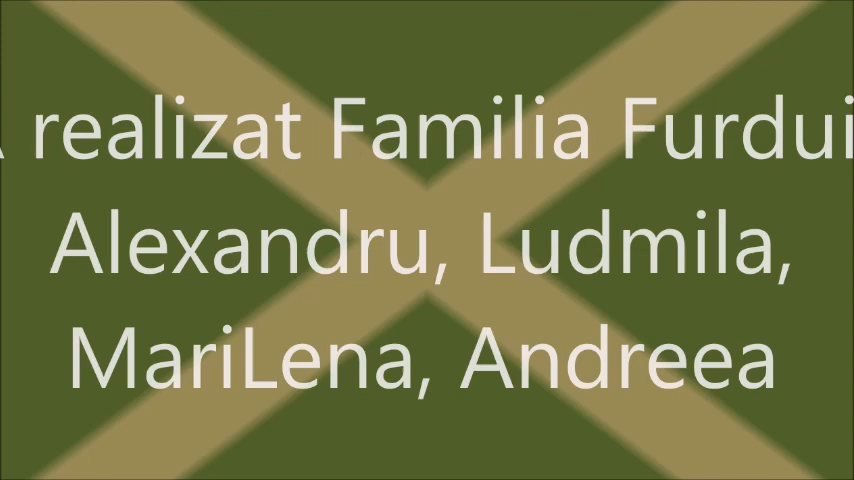 A realizat Familia Furdui
Alexandru, Ludmila,
MariLena, Andreea